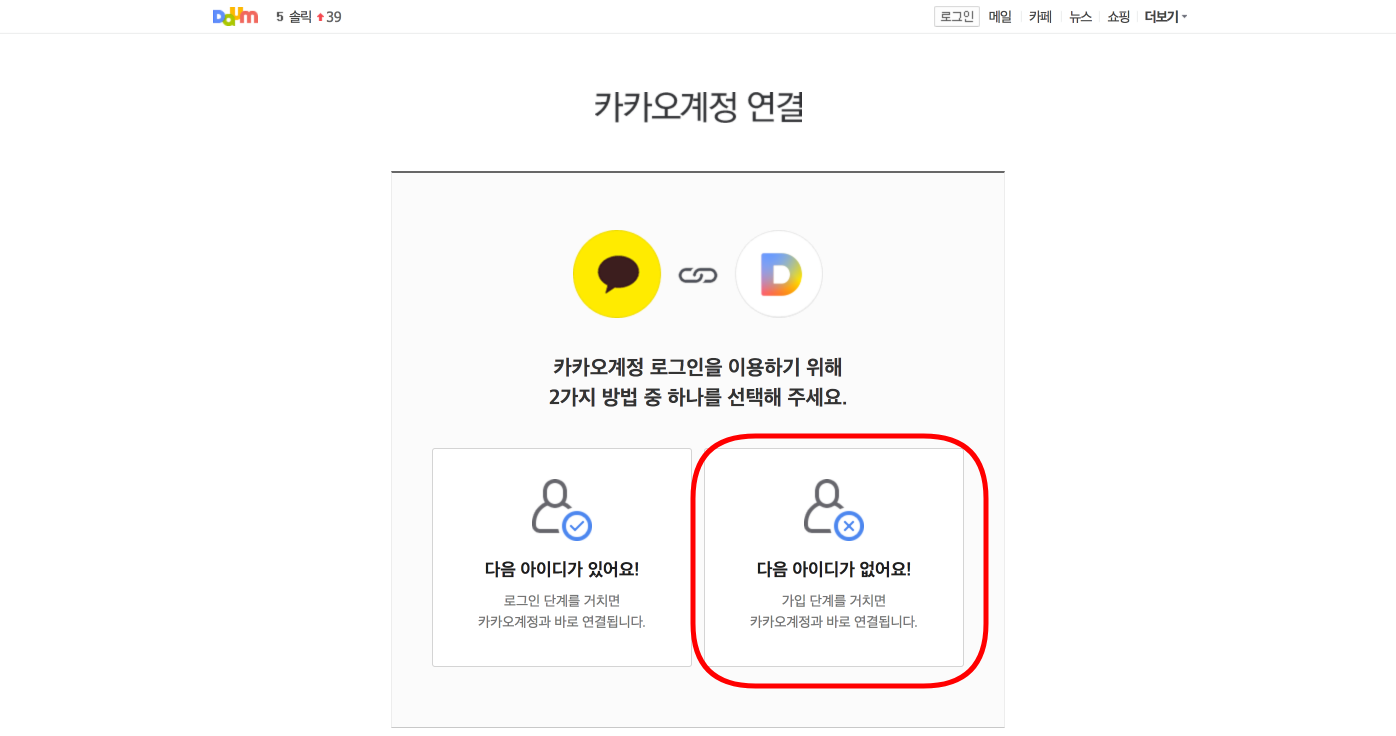 Daum 5 솔릭 39 로그인 메일 카페 뉴스 쇼핑 더보기
카카오계정 연결
D
카카오계정 로그인을 이용하기 위해
2가지 방법 중 하나를 선택해 주세요.
다음 아이디가 있어요!
로그인 단계를 거치면
카카오계정과 바로 연결됩니다.
다음 아이디가 없어요!
가입 단계를 거치면
카카오계정과 바로 연결됩니다.